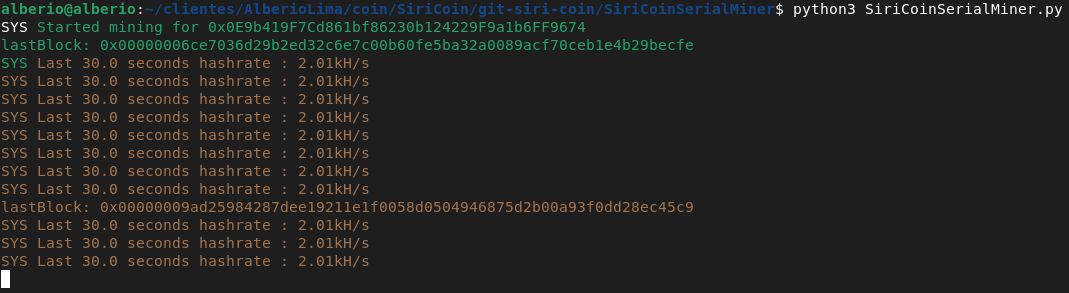 alberio@alberio:~/clientes/AlberioLima/coin/SiriCoin/git-siri-coin/SiriCoinSerialMiner$ python3 SiriCoinSerialMiner.py
SYS Started mining for 0x0E9b419F7Cd861bf86230b124229F9a1b6FF9674
lastBlock: 0x00000006ce7036d29b2ed32c6e7c00b60fe5ba32a0089acf70ceb1e4b29becfe
SYS Last 30.0 seconds hashrate : 2.01kH/s
SYS Last 30.0 seconds hashrate : 2.01kH/s
SYS Last 30.0 seconds hashrate : 2.01kH/s
SYS Last 30.0 seconds hashrate : 2.01kH/s
SYS Last 30.0 seconds hashrate : 2.01kH/s
SYS Last 30.0 seconds hashrate : 2.01kH/s
SYS Last 30.0 seconds hashrate : 2.01kH/s
SYS Last 30.0 seconds hashrate : 2.01kH/s
lastBlock: 0x00000009ad25984287dee19211e1f0058d0504946875d2b00a93f0dd28ec45c9
SYS Last 30.0 seconds hashrate : 2.01kH/s
SYS Last 30.0 seconds hashrate : 2.01kH/s
SYS Last 30.0 seconds hashrate : 2.01kH/s